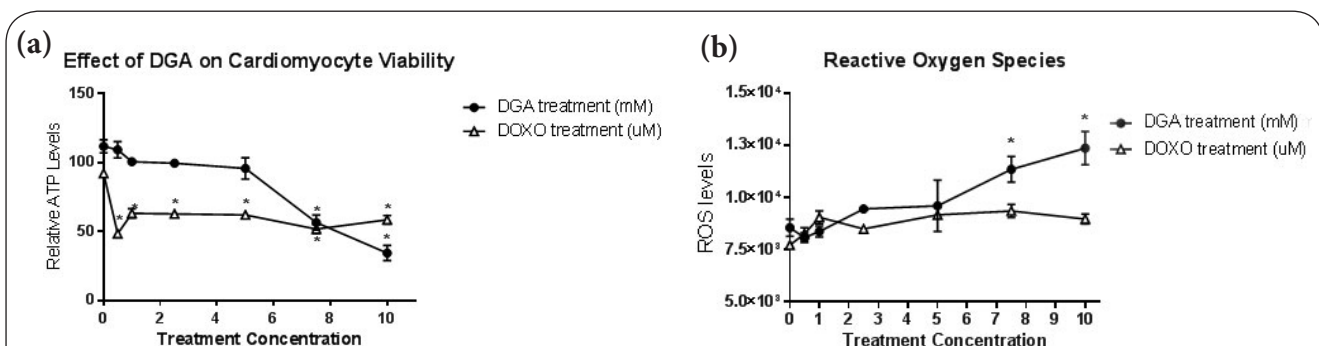 (a)
Effect of DGA on Cardiomyocyte Viability
150
100
50
0
Relative ATP Levels
* * * * * * * *
0 2 4 6 8 10
Treatment Concentration
DGA treatment (mM)
DOXO treatment (uM)
(b)
Reactive Oxygen Species
1.5×10⁴
1.3×10⁴
1.0×10⁴
7.5×10³
5.0×10³
ROS levels
* *
0 1 2 3 4 5 6 7 8 9 10
Treatment Concentration
DGA treatment (mM)
DOXO treatment (uM)